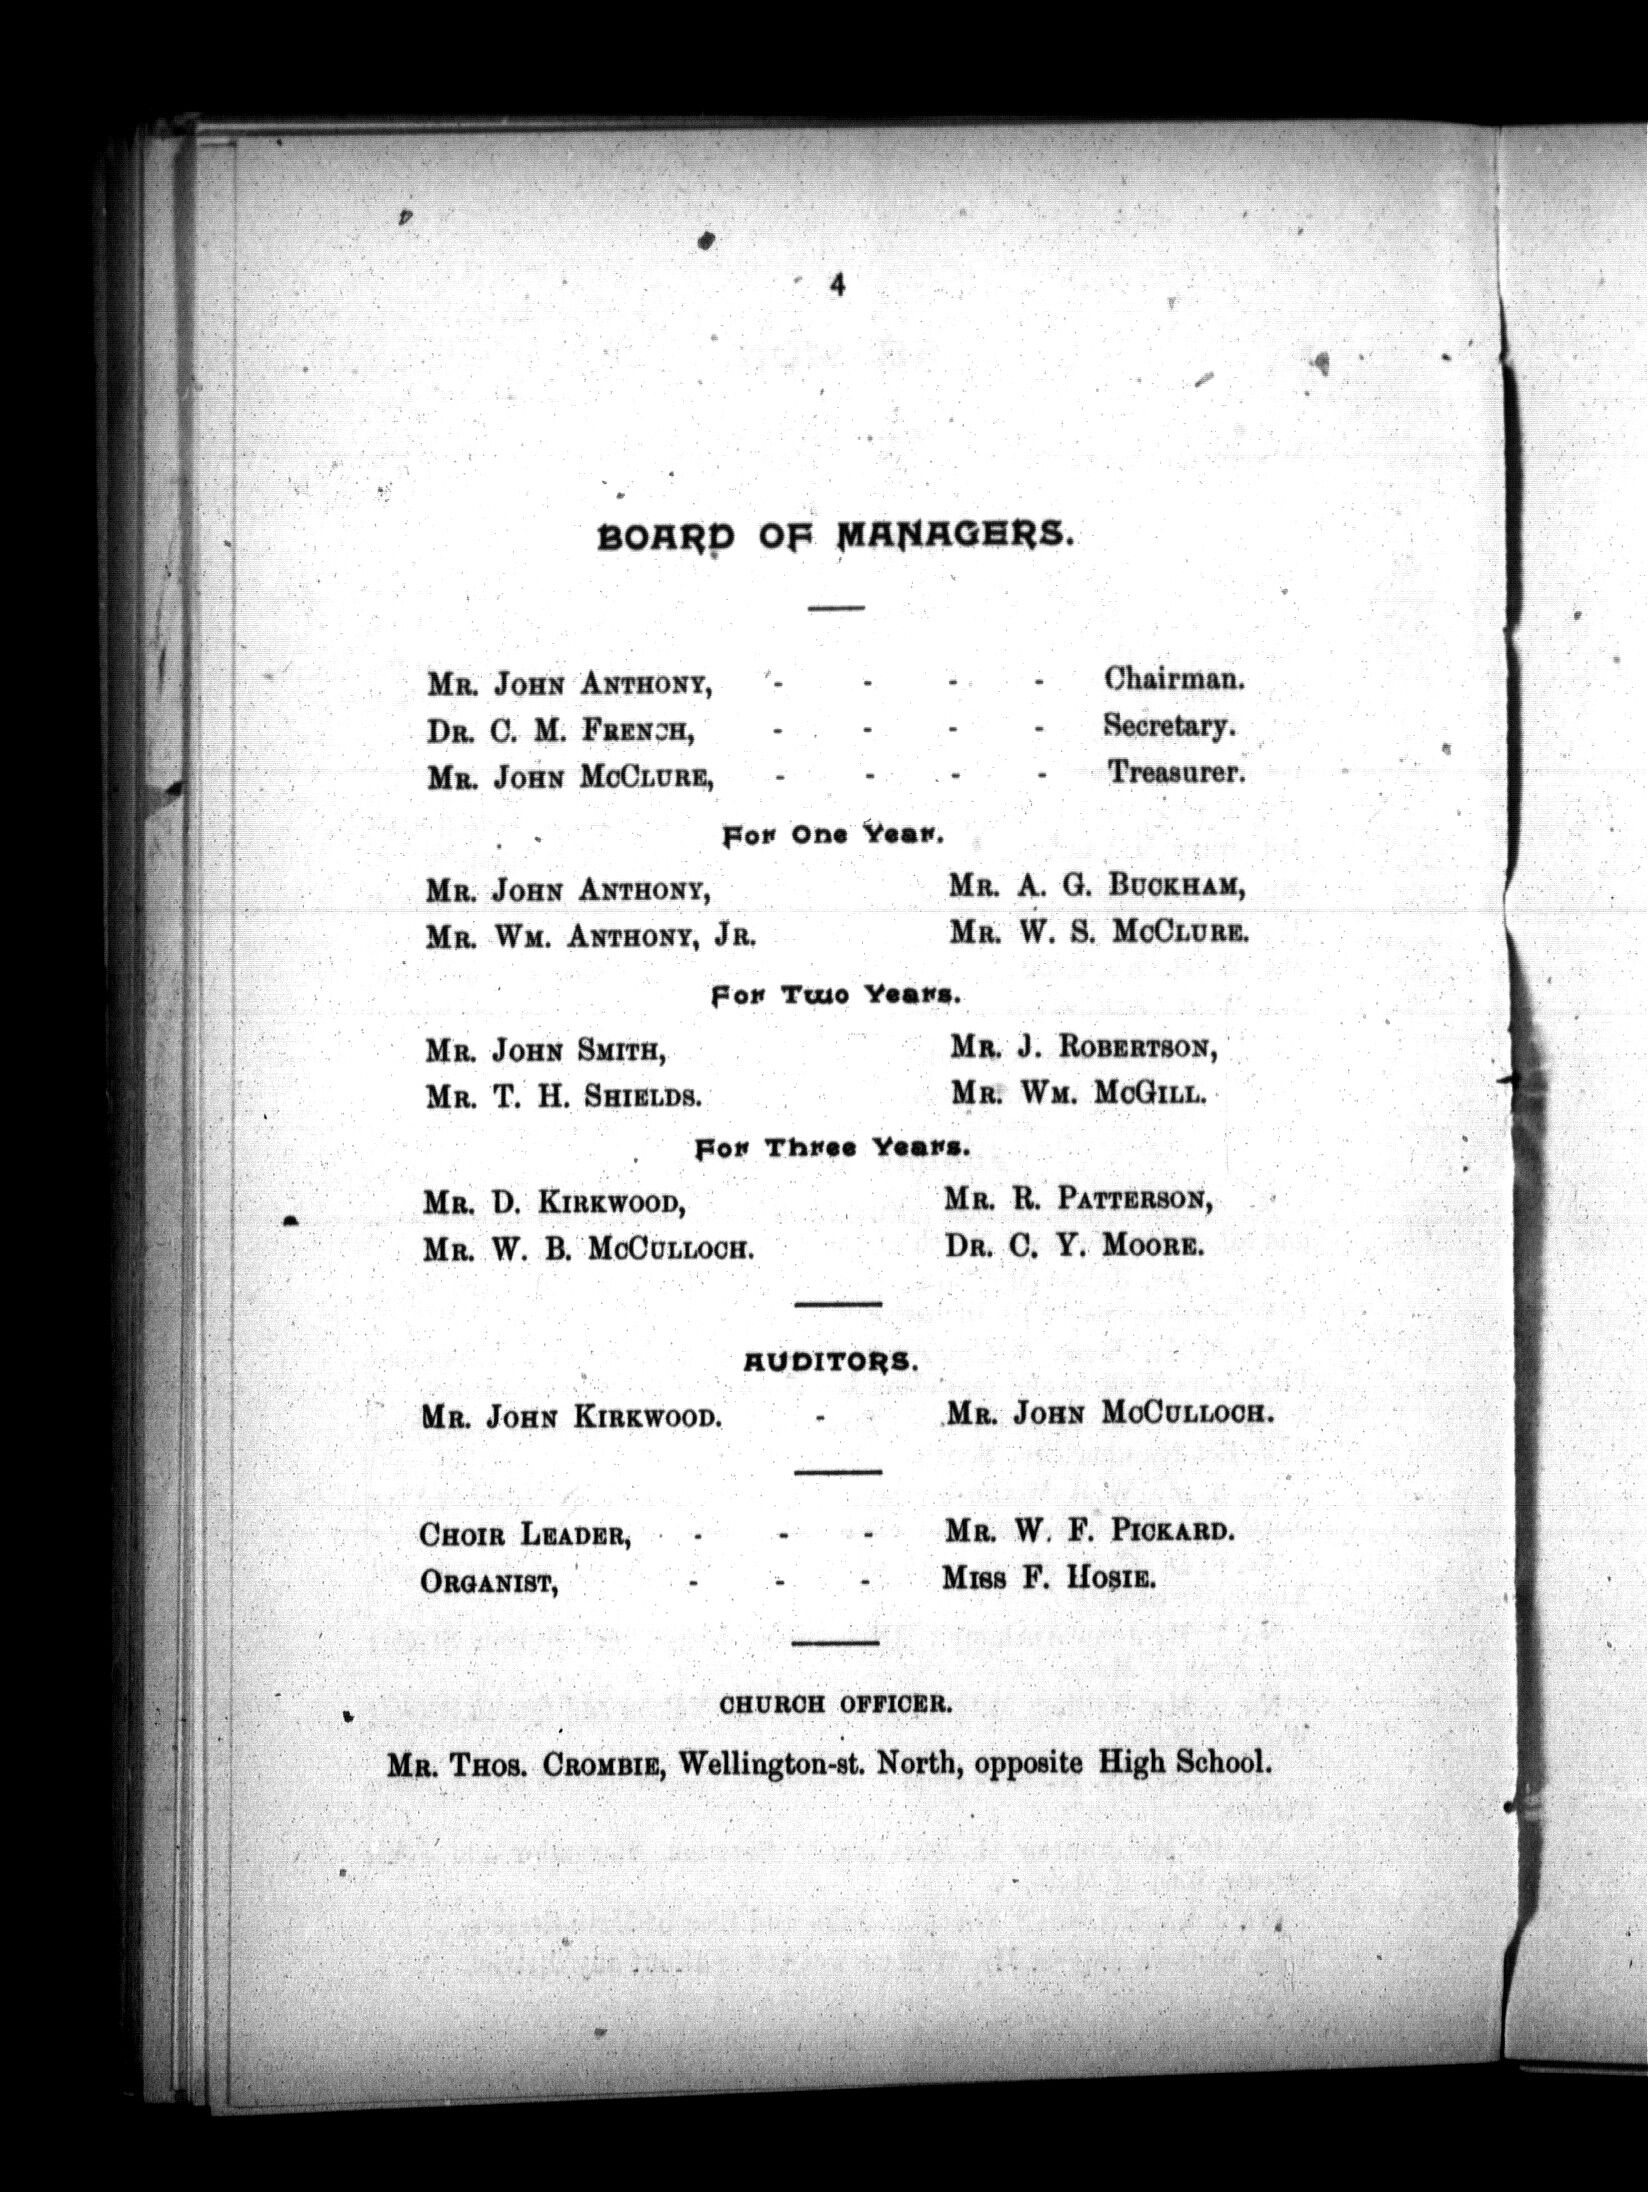 4
BOARD OF MANAGERS.
MR. JOHN ANTHONY, - - - - Chairman.
DR. C. M. FRENCH, - - - - Secretary.
MR. JOHN MCCLURE, - - - - Treasurer.
For One Year.
MR. JOHN ANTHONY, MR. A. G. BUCKHAM,
MR. WM. ANTHONY, JR. MR. W. S. MCCLURE.
For Two Years.
MR. JOHN SMITH, MR. J. ROBERTSON,
MR. T. H. SHIELDS. MR. WM. MCGILL.
For Three Years.
MR. D. KIRKWOOD, MR. R. PATTERSON,
MR. W. B. MCCULLOCH. DR. C. Y. MOORE.
AUDITORS.
MR. JOHN KIRKWOOD. - MR. JOHN MCCULLOCH.
CHOIR LEADER, - - - MR. W. F. PICKARD.
ORGANIST, - - - MISS F. HOSIE.
CHURCH OFFICER.
MR. THOS. CROMBIE, Wellington-st. North, opposite High School.